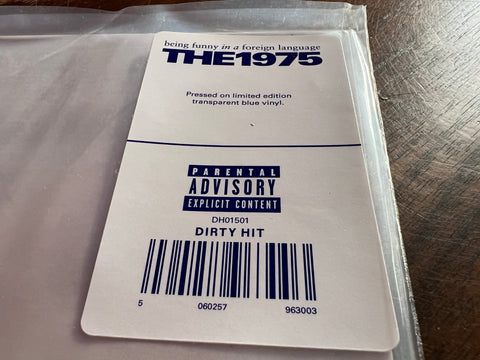 being funny in a foreign language
THE1975
Pressed on limited edition
transparent blue vinyl.
PARENTAL
ADVISORY
EXPLICIT CONTENT
DH01501
DIRTY HIT
5 060257 963003